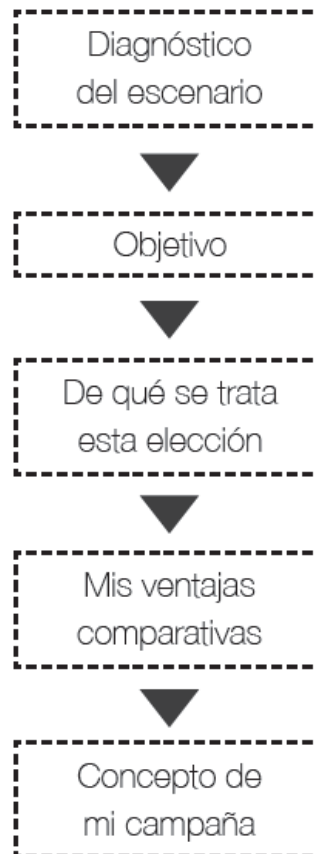 Diagnóstico
del escenario
Objetivo
De qué se trata
esta elección
Mis ventajas
comparativas
Concepto de
mi campaña